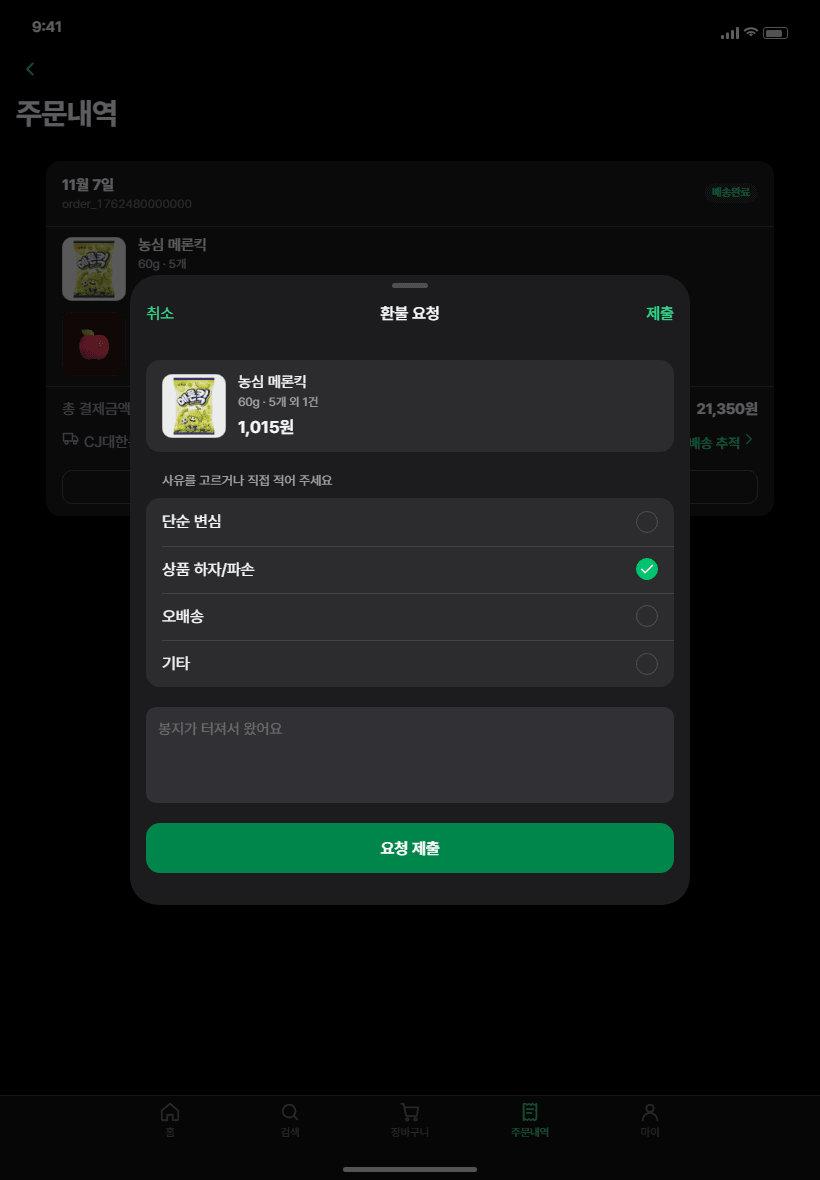 9:41
주문내역
11월 7일
order_1762480000000
배송완료
농심 메론킥
60g · 5개
취소
환불 요청
제출
농심 메론킥
60g · 5개 외 1건
1,015원
총 결제금액
21,350원
CJ대한
배송 추적
사유를 고르거나 직접 적어 주세요
단순 변심
상품 하자/파손
오배송
기타
봉지가 터져서 왔어요
요청 제출
홈
검색
장바구니
주문내역
마이